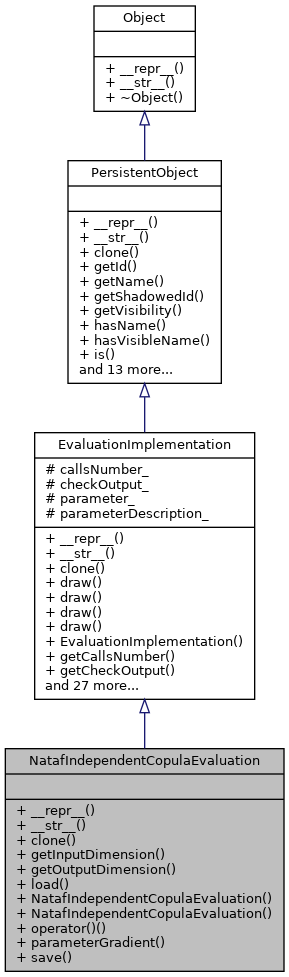 Object
+ __repr__()
+ __str__()
+ ~Object()
PersistentObject
+ __repr__()
+ __str__()
+ clone()
+ getId()
+ getName()
+ getShadowedId()
+ getVisibility()
+ hasName()
+ hasVisibleName()
+ is()
and 13 more...
EvaluationImplementation
# callsNumber_
# checkOutput_
# parameter_
# parameterDescription_
+ __repr__()
+ __str__()
+ clone()
+ draw()
+ draw()
+ draw()
+ draw()
+ EvaluationImplementation()
+ getCallsNumber()
+ getCheckOutput()
and 27 more...
NatafIndependentCopulaEvaluation
+ __repr__()
+ __str__()
+ clone()
+ getInputDimension()
+ getOutputDimension()
+ load()
+ NatafIndependentCopulaEvaluation()
+ NatafIndependentCopulaEvaluation()
+ operator()()
+ parameterGradient()
+ save()